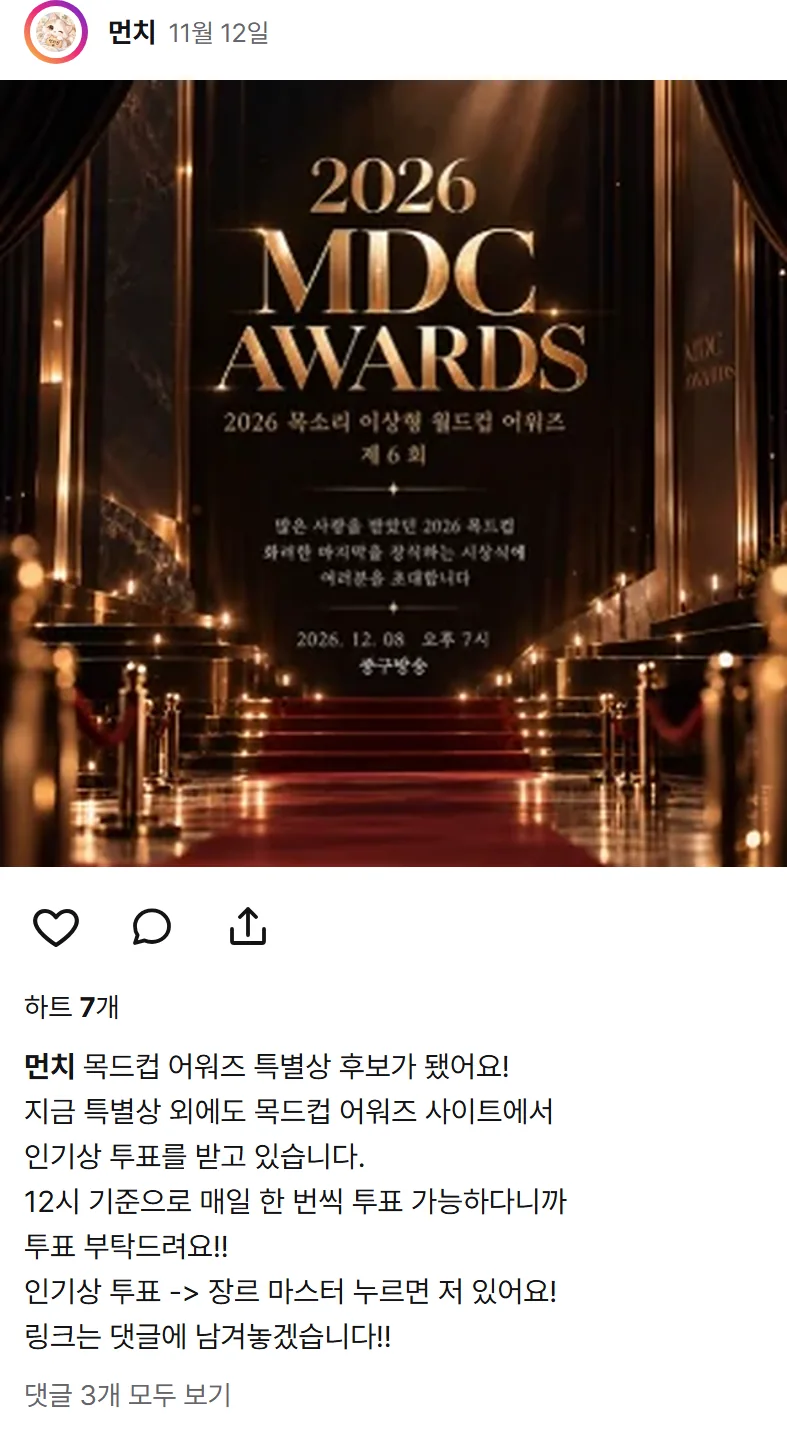 먼치 11월 12일
2026
MDC
AWARDS
MDC
AWARDS
2026 목소리 이상형 월드컵 어워즈
제 6 회
많은 사랑을 받았던 2026 목드컵
화려한 마지막을 장식하는 시상식에
여러분을 초대합니다
2026. 12. 08 오후 7시
하트 7개
먼치 목드컵 어워즈 특별상 후보가 됐어요!
지금 특별상 외에도 목드컵 어워즈 사이트에서
인기상 투표를 받고 있습니다.
12시 기준으로 매일 한 번씩 투표 가능하다니까
투표 부탁드려요!!
인기상 투표 -> 장르 마스터 누르면 저 있어요!
링크는 댓글에 남겨놓겠습니다!!
댓글 3개 모두 보기